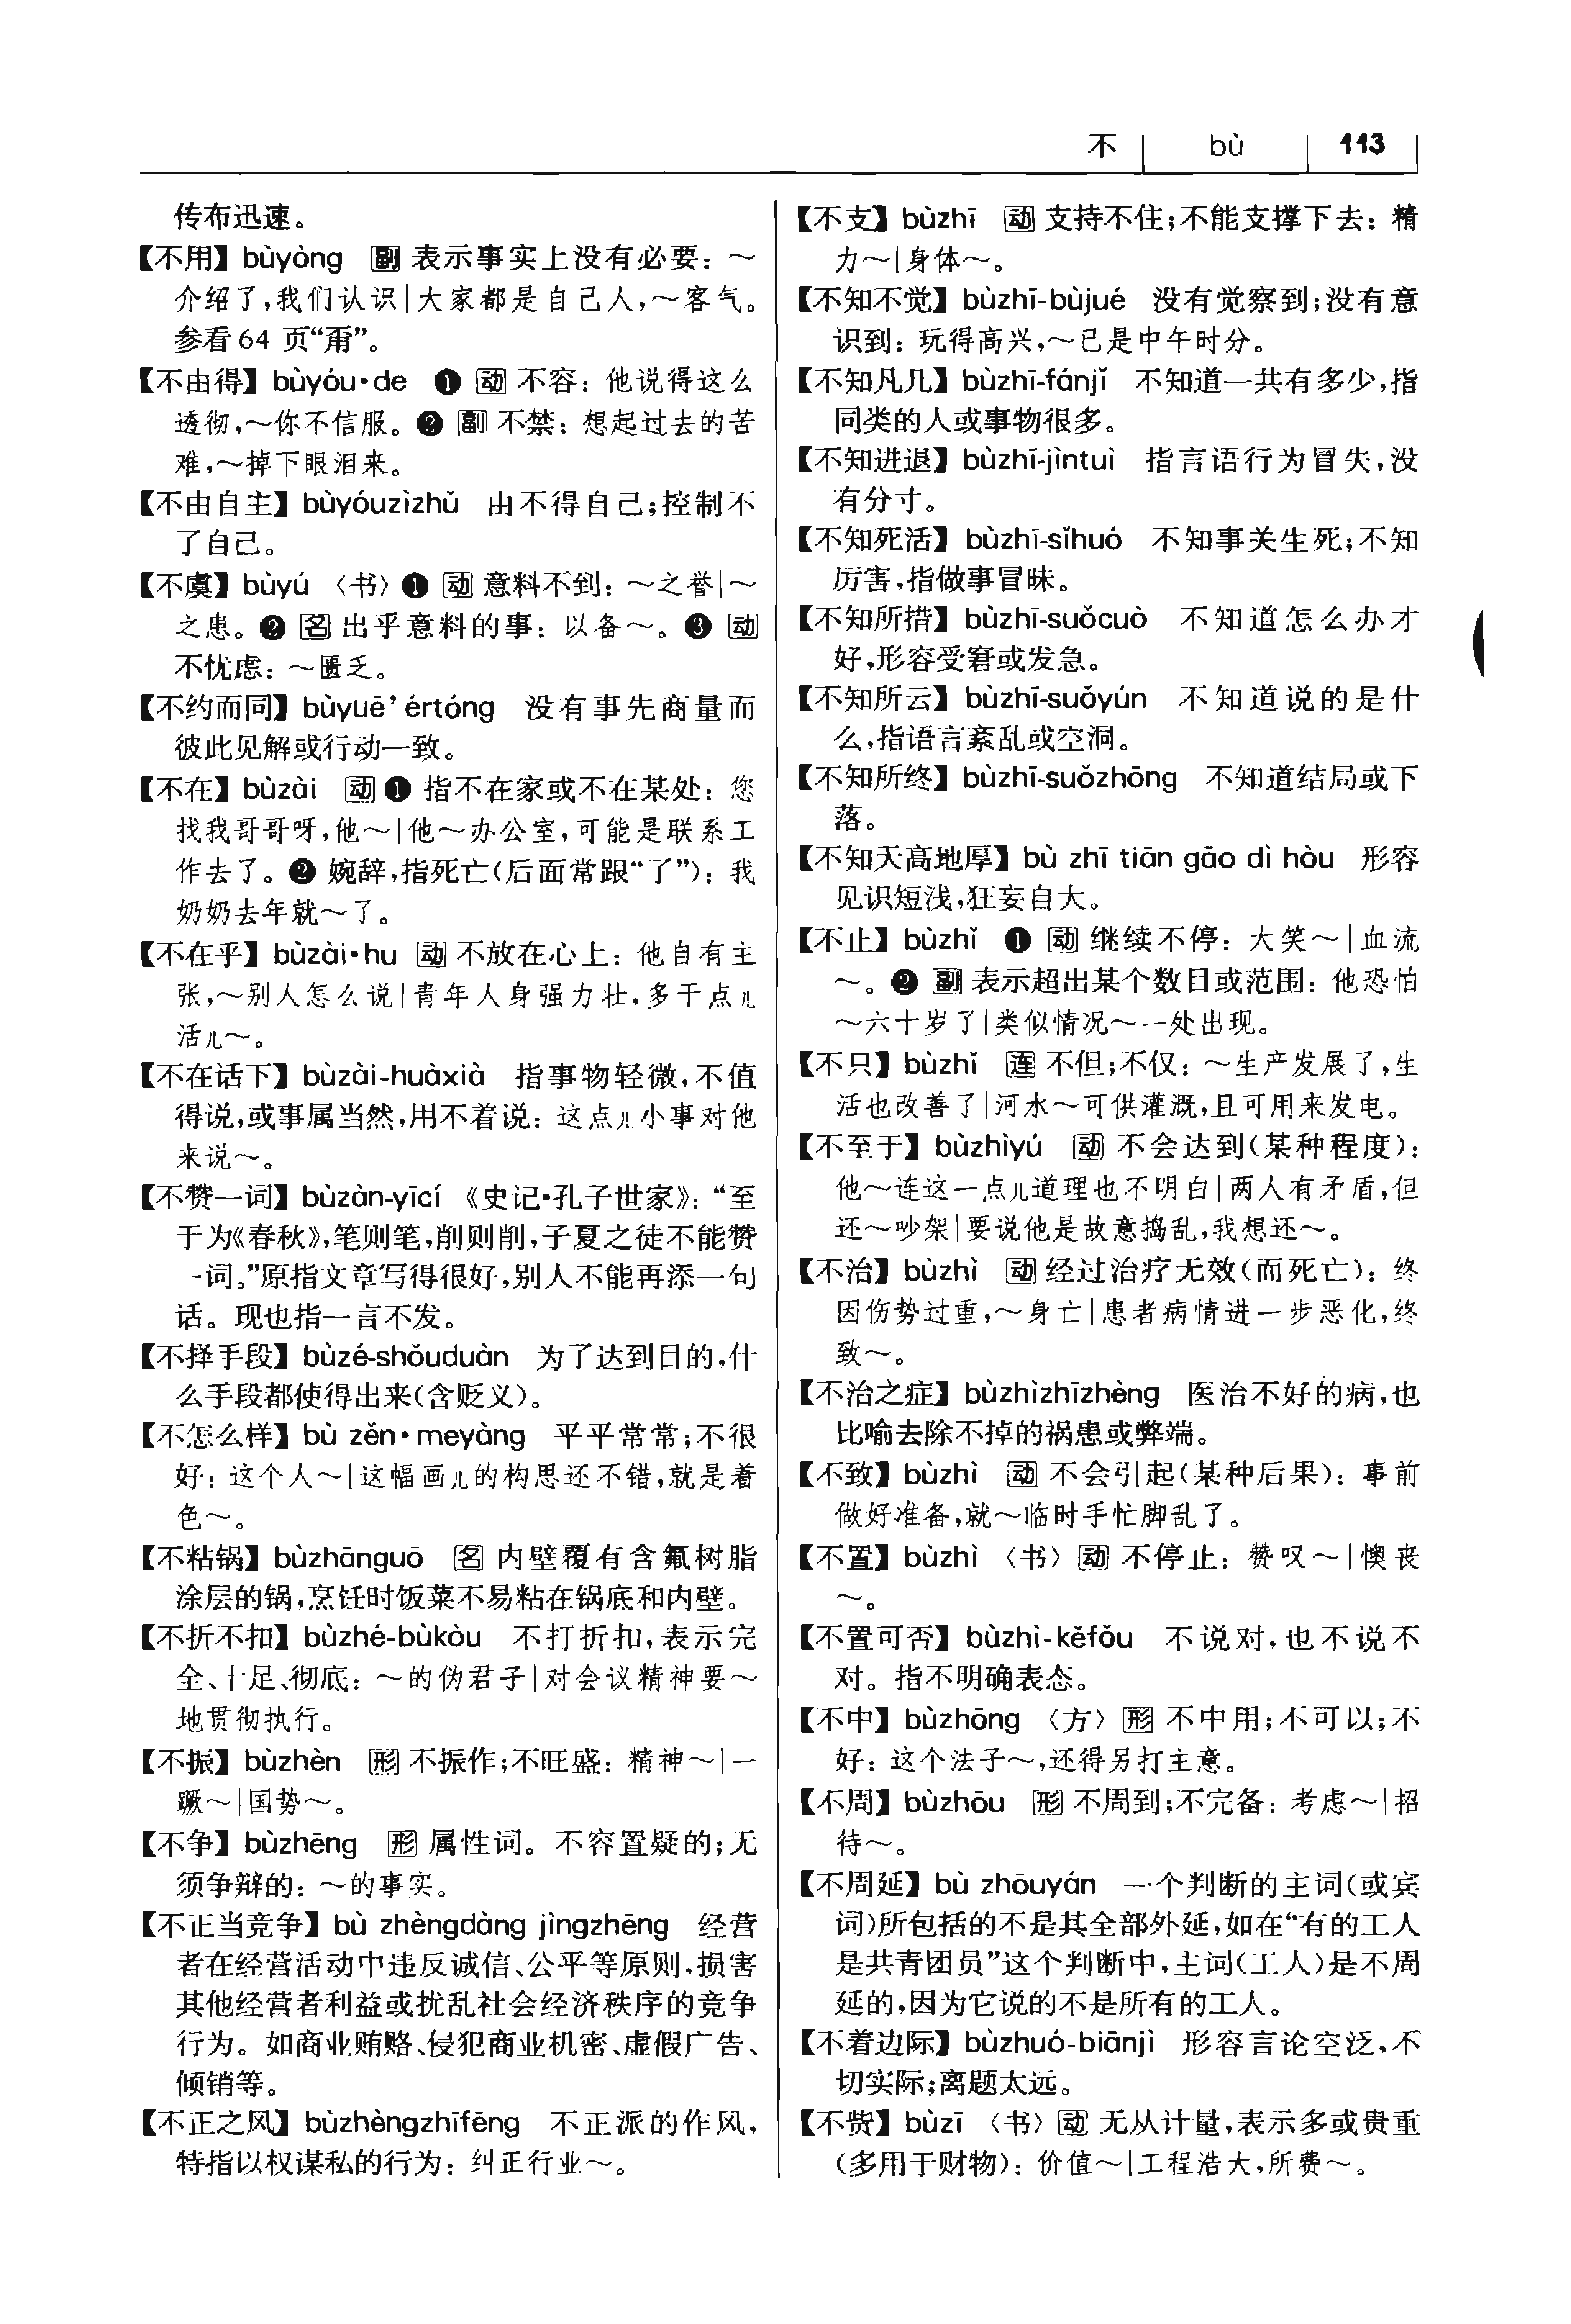 不 bù 113
传布迅速。
【不用】bùyòng 副 表示事实上没有必要：～
介绍了，我们认识|大家都是自己人，～客气。
参看64 页“甭”。
【不由得】bùyóu•de ❶ 动 不容：他说得这么
透彻，～你不信服。❷ 副 不禁：想起过去的苦
难，～掉下眼泪来。
【不由自主】bùyóuzìzhǔ 由不得自己；控制不
了自己。
【不虞】bùyú 〈书〉❶ 动 意料不到：～之誉|～
之患。❷ 名 出乎意料的事：以备～。❸ 动
不忧虑：～匮乏。
【不约而同】bùyuē’értóng 没有事先商量而
彼此见解或行动一致。
【不在】bùzài 动 ❶ 指不在家或不在某处：您
找我哥哥呀，他～|他～办公室，可能是联系工
作去了。❷ 婉辞，指死亡（后面常跟“了”）：我
奶奶去年就～了。
【不在乎】bùzài•hu 动 不放在心上：他自有主
张，～别人怎么说|青年人身强力壮，多干点儿
活儿～。
【不在话下】bùzài-huàxià 指事物轻微，不值
得说，或事属当然，用不着说：这点儿小事对他
来说～。
【不赞一词】bùzàn-yīcí 《史记•孔子世家》：“至
于为《春秋》，笔则笔，削则削，子夏之徒不能赞
一词。”原指文章写得很好，别人不能再添一句
话。现也指一言不发。
【不择手段】bùzé-shǒuduàn 为了达到目的，什
么手段都使得出来（含贬义）。
【不怎么样】bù zěn•meyàng 平平常常；不很
好：这个人～|这幅画儿的构思还不错，就是着
色～。
【不粘锅】bùzhānguō 名 内壁覆有含氟树脂
涂层的锅，烹饪时饭菜不易粘在锅底和内壁。
【不折不扣】bùzhé-bùkòu 不打折扣，表示完
全、十足、彻底：～的伪君子|对会议精神要～
地贯彻执行。
【不振】bùzhèn 形 不振作；不旺盛：精神～|一
蹶～|国势～。
【不争】bùzhēng 形 属性词。不容置疑的；无
须争辩的：～的事实。
【不正当竞争】bù zhèngdàng jìngzhēng 经营
者在经营活动中违反诚信、公平等原则，损害
其他经营者利益或扰乱社会经济秩序的竞争
行为。如商业贿赂、侵犯商业机密、虚假广告、
倾销等。
【不正之风】bùzhèngzhīfēng 不正派的作风，
特指以权谋私的行为：纠正行业～。
【不支】bùzhī 动 支持不住；不能支撑下去：精
力～|身体～。
【不知不觉】bùzhī-bùjué 没有觉察到；没有意
识到：玩得高兴，～已是中午时分。
【不知凡几】bùzhī-fánjǐ 不知道一共有多少，指
同类的人或事物很多。
【不知进退】bùzhī-jìntuì 指言语行为冒失，没
有分寸。
【不知死活】bùzhī-sǐhuó 不知事关生死；不知
厉害，指做事冒昧。
【不知所措】bùzhī-suǒcuò 不知道怎么办才
好，形容受窘或发急。
【不知所云】bùzhī-suǒyún 不知道说的是什
么，指语言紊乱或空洞。
【不知所终】bùzhī-suǒzhōng 不知道结局或下
落。
【不知天高地厚】bù zhī tiān gāo dì hòu 形容
见识短浅，狂妄自大。
【不止】bùzhǐ ❶ 动 继续不停：大笑～|血流
～。❷ 副 表示超出某个数目或范围：他恐怕
～六十岁了|类似情况～一处出现。
【不只】bùzhǐ 连 不但；不仅：～生产发展了，生
活也改善了|河水～可供灌溉，且可用来发电。
【不至于】bùzhìyú 动 不会达到（某种程度）：
他～连这一点儿道理也不明白|两人有矛盾，但
还～吵架|要说他是故意捣乱，我想还～。
【不治】bùzhì 动 经过治疗无效（而死亡）：终
因伤势过重，～身亡|患者病情进一步恶化，终
致～。
【不治之症】bùzhìzhīzhèng 医治不好的病，也
比喻去除不掉的祸患或弊端。
【不致】bùzhì 动 不会引起（某种后果）：事前
做好准备，就～临时手忙脚乱了。
【不置】bùzhì 〈书〉动 不停止：赞叹～|懊丧
～。
【不置可否】bùzhì-kěfǒu 不说对，也不说不
对。指不明确表态。
【不中】bùzhōng 〈方〉形 不中用；不可以；不
好：这个法子～，还得另打主意。
【不周】bùzhōu 形 不周到；不完备：考虑～|招
待～。
【不周延】bù zhōuyán 一个判断的主词（或宾
词）所包括的不是其全部外延，如在“有的工人
是共青团员”这个判断中，主词（工人）是不周
延的，因为它说的不是所有的工人。
【不着边际】bùzhuó-biānjì 形容言论空泛，不
切实际；离题太远。
【不赀】bùzī 〈书〉动 无从计量，表示多或贵重
（多用于财物）：价值～|工程浩大，所费～。